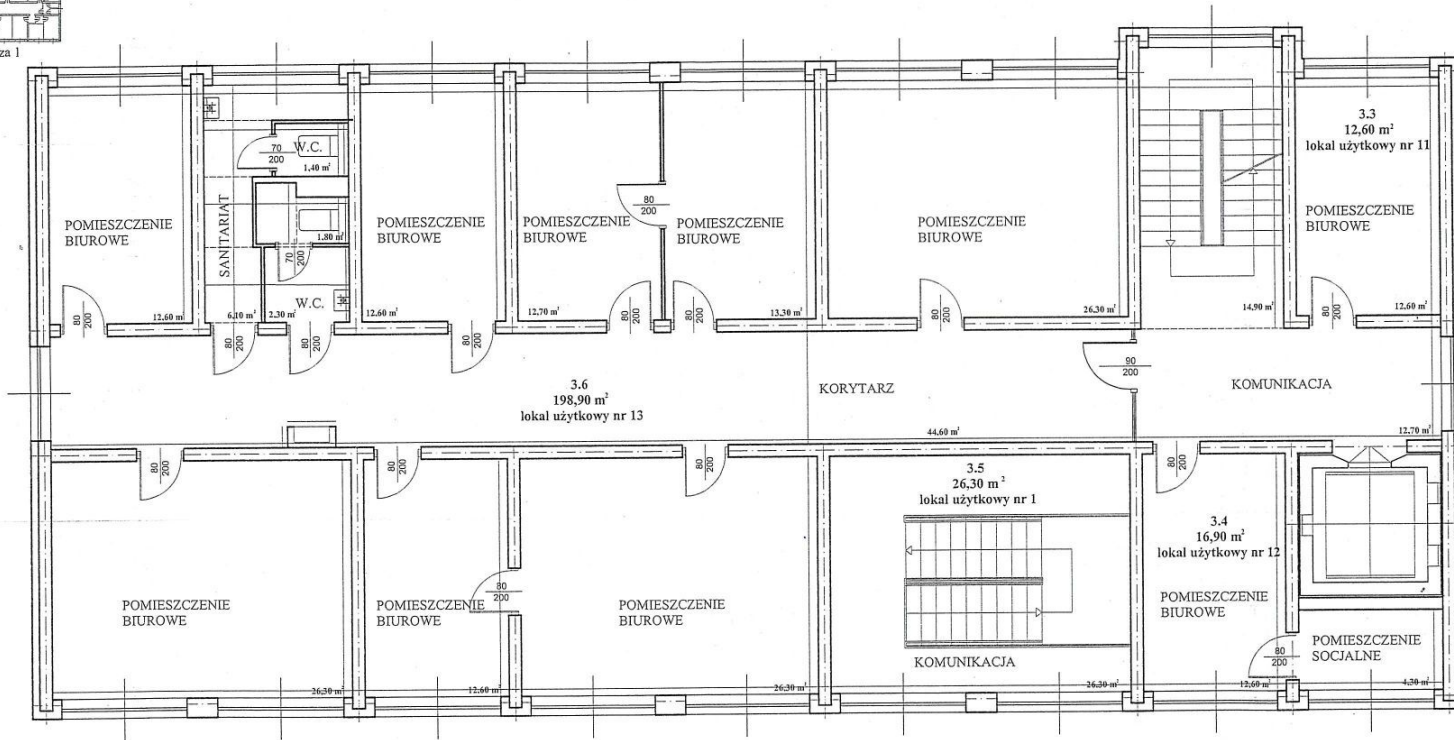 za 1
3.3
12,60 m²
lokal użytkowy nr 11
70
200
W.C.
1,40 m²
POMIESZCZENIE
BIUROWE
12.60 m²
80
200
SANITARIAT
6,10 m²
80
200
1,80 m²
70
200
W.C.
2.30 m²
80
200
POMIESZCZENIE
BIUROWE
12.60 m²
80
200
POMIESZCZENIE
BIUROWE
12,70 m²
80
200
80
200
POMIESZCZENIE
BIUROWE
13.30 m²
80
200
POMIESZCZENIE
BIUROWE
26,30 m²
80
200
14,90 m²
POMIESZCZENIE
BIUROWE
12.60 m²
80
200
3.6
198,90 m²
lokal użytkowy nr 13
KORYTARZ
44,60 m²
90
200
KOMUNIKACJA
12.70 m²
80
200
POMIESZCZENIE
BIUROWE
26,30 m²
80
200
POMIESZCZENIE
BIUROWE
12,60 m²
80
200
80
200
POMIESZCZENIE
BIUROWE
26,30 m²
3.5
26,30 m²
lokal użytkowy nr 1
KOMUNIKACJA
26,30 m²
80
200
3.4
16,90 m²
lokal użytkowy nr 12
POMIESZCZENIE
BIUROWE
12,60 m²
80
200
POMIESZCZENIE
SOCJALNE
4,30 m²